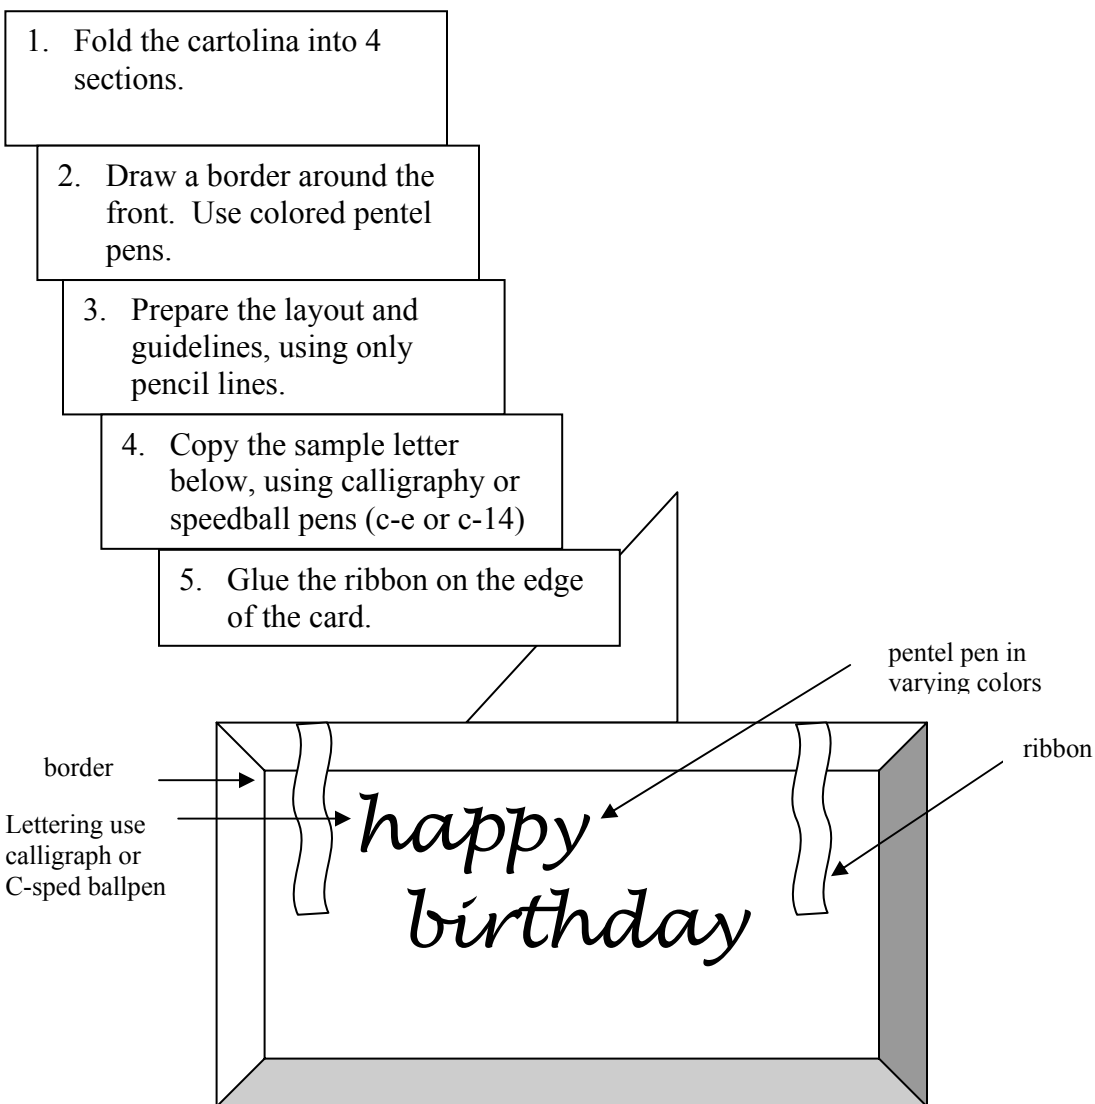 1. Fold the cartolina into 4
sections.
2. Draw a border around the
front. Use colored pentel
pens.
3. Prepare the layout and
guidelines, using only
pencil lines.
4. Copy the sample letter
below, using calligraphy or
speedball pens (c-e or c-14)
5. Glue the ribbon on the edge
of the card.
pentel pen in
varying colors
ribbon
border
Lettering use
calligraph or
C-sped ballpen
happy
birthday